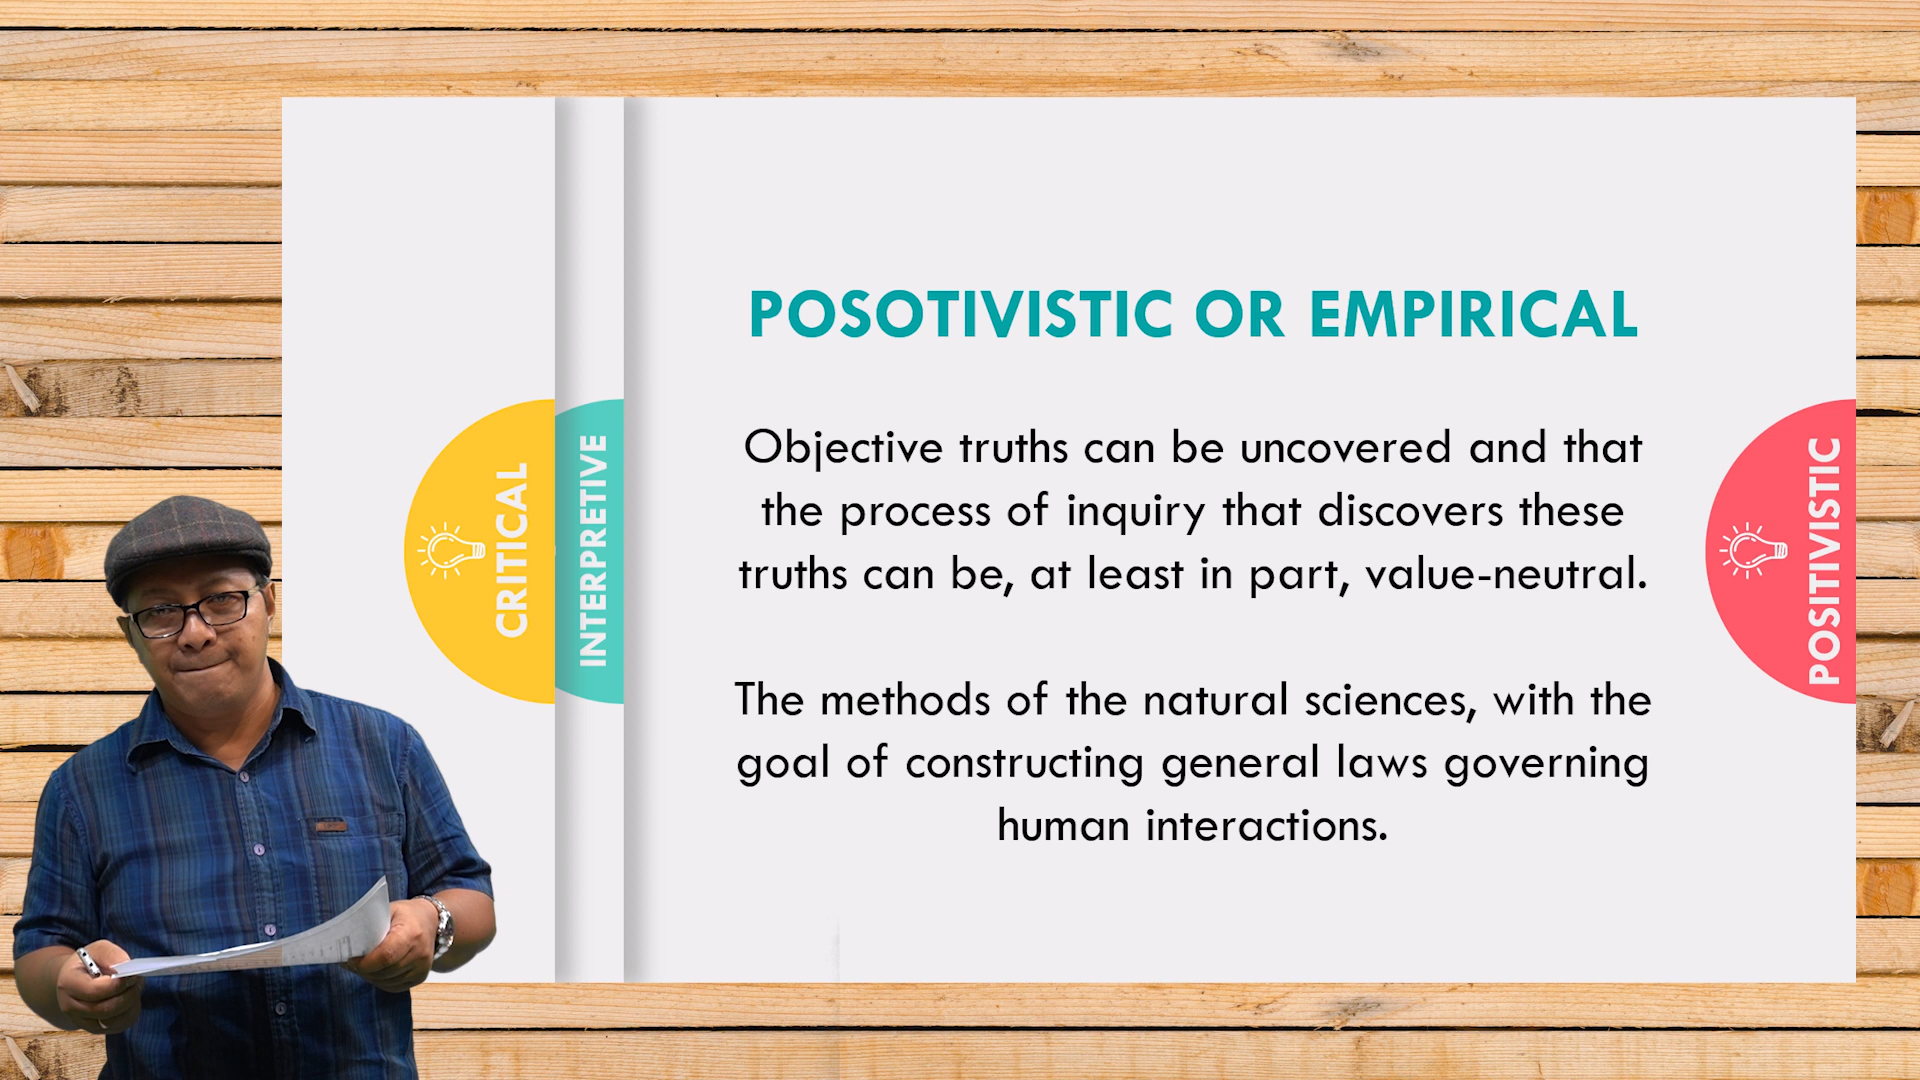 CRITICAL
INTERPRETIVE
POSOTIVISTIC OR EMPIRICAL
Objective truths can be uncovered and that
the process of inquiry that discovers these
truths can be, at least in part, value-neutral.
The methods of the natural sciences, with the
goal of constructing general laws governing
human interactions.
POSITIVISTIC